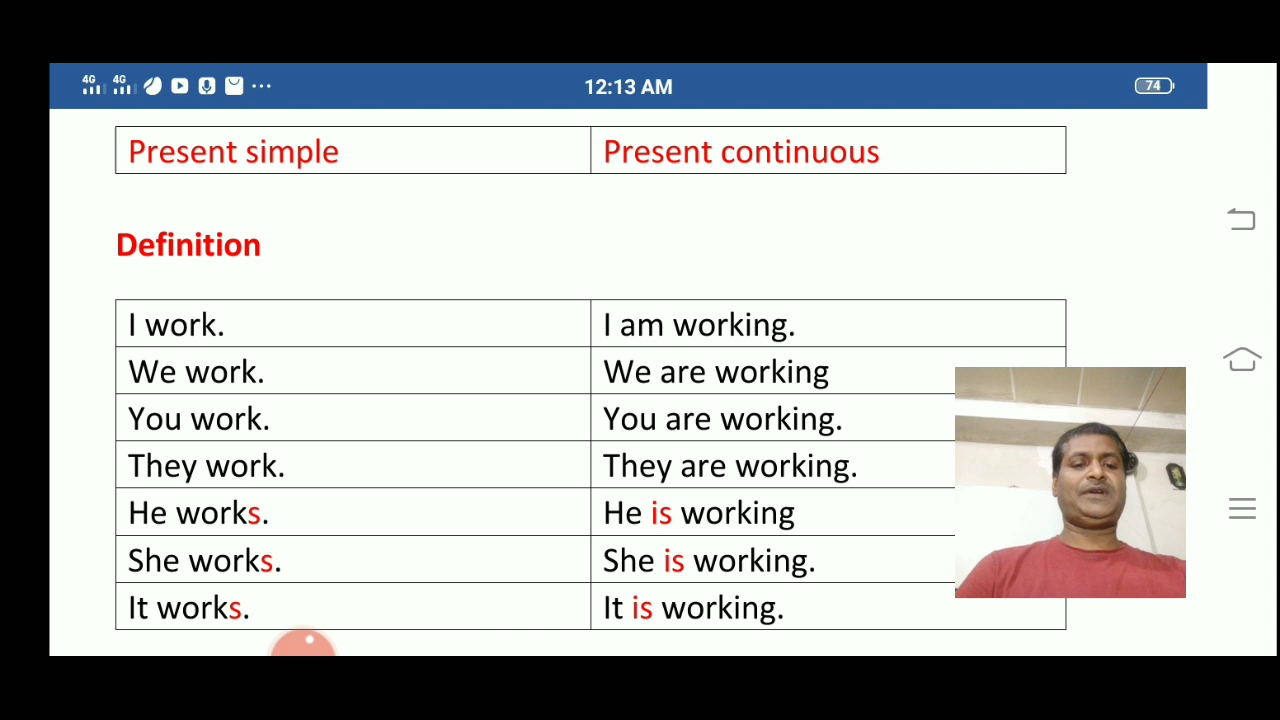 4G 4G 12:13 AM 74
Present simple Present continuous
Definition
I work. I am working.
We work. We are working
You work. You are working.
They work. They are working.
He works. He is working
She works. She is working.
It works. It is working.